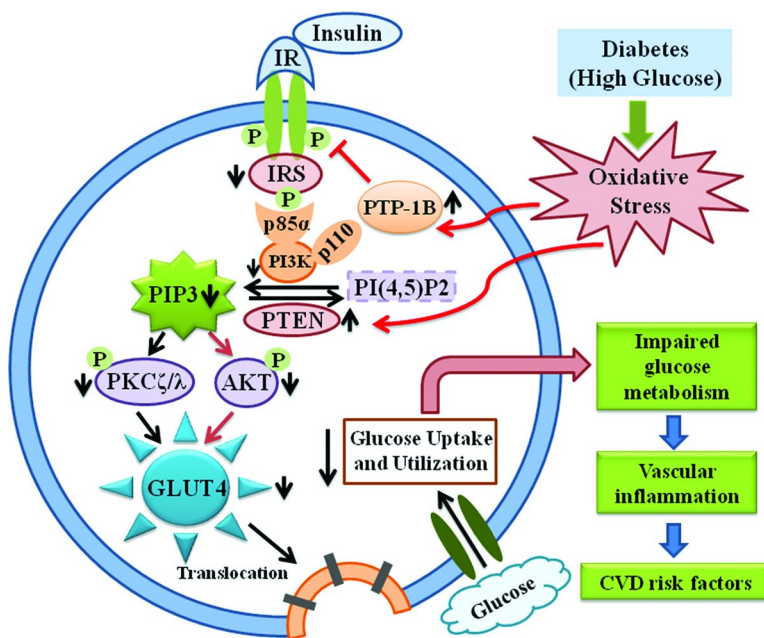 Insulin
IR
Diabetes
(High Glucose)
P
P
IRS
P
Oxidative
Stress
PTP-1B
p85α
p110
PI3K
PIP3
PI(4,5)P2
PTEN
P
P
PKCζ/λ
AKT
Impaired
glucose
metabolism
Glucose Uptake
and Utilization
GLUT4
Vascular
inflammation
Translocation
Glucose
CVD risk factors